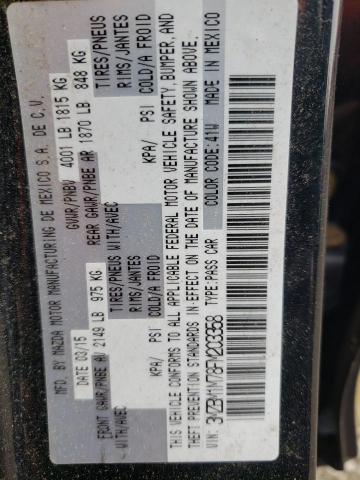 MFD. BY MAZDA MOTOR MANUFACTURING DE MEXICO S.A. DE C.V.
DATE 03/15 GVWR/PNBV 4001 LB 1815 KG
FRONT GAWR/PNBE AV 2149 LB 975 KG REAR GAWR/PNBE AR 1870 LB 848 KG
WITH/AVEC TIRES/PNEUS WITH/AVEC TIRES/PNEUS
RIMS/JANTES RIMS/JANTES
KPA/ PSI COLD/A FROID KPA/ PSI COLD/A FROID
THIS VEHICLE CONFORMS TO ALL APPLICABLE FEDERAL MOTOR VEHICLE SAFETY, BUMPER, AND
THEFT PREVENTION STANDARDS IN EFFECT ON THE DATE OF MANUFACTURE SHOWN ABOVE.
VIN: 3MZBM1W78FM203358 TYPE:PASS CAR COLOR CODE:41W MADE IN MEXICO